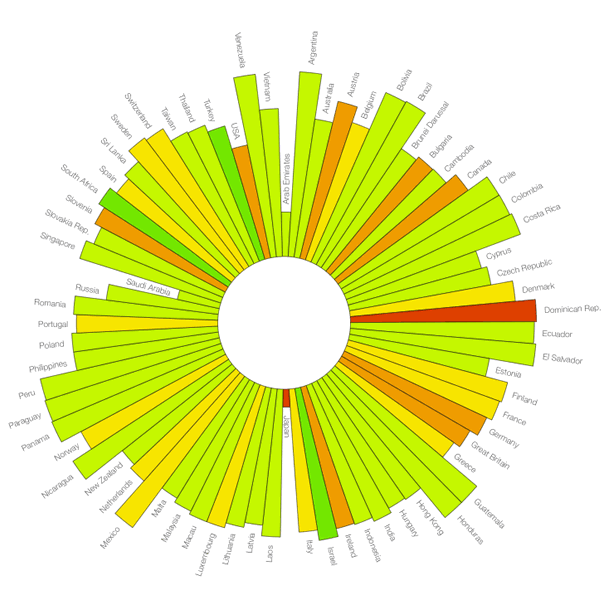 Argentina
Australia
Austria
Belgium
Bolivia
Brazil
Brunei Darussal
Bulgaria
Cambodia
Canada
Chile
Colombia
Costa Rica
Cyprus
Czech Republic
Denmark
Dominican Rep.
Ecuador
El Salvador
Estonia
Finland
France
Germany
Great Britain
Greece
Guatemala
Honduras
Hong Kong
Hungary
India
Indonesia
Ireland
Israel
Italy
Japan
Laos
Latvia
Lithuania
Luxembourg
Macau
Malaysia
Malta
Mexico
Netherlands
New Zealand
Nicaragua
Norway
Panama
Paraguay
Peru
Philippines
Poland
Portugal
Romania
Russia
Saudi Arabia
Singapore
Slovakia Rep.
Slovenia
South Africa
Spain
Sri Lanka
Sweden
Switzerland
Taiwan
Thailand
Turkey
USA
Venezuela
Vietnam
Arab Emirates